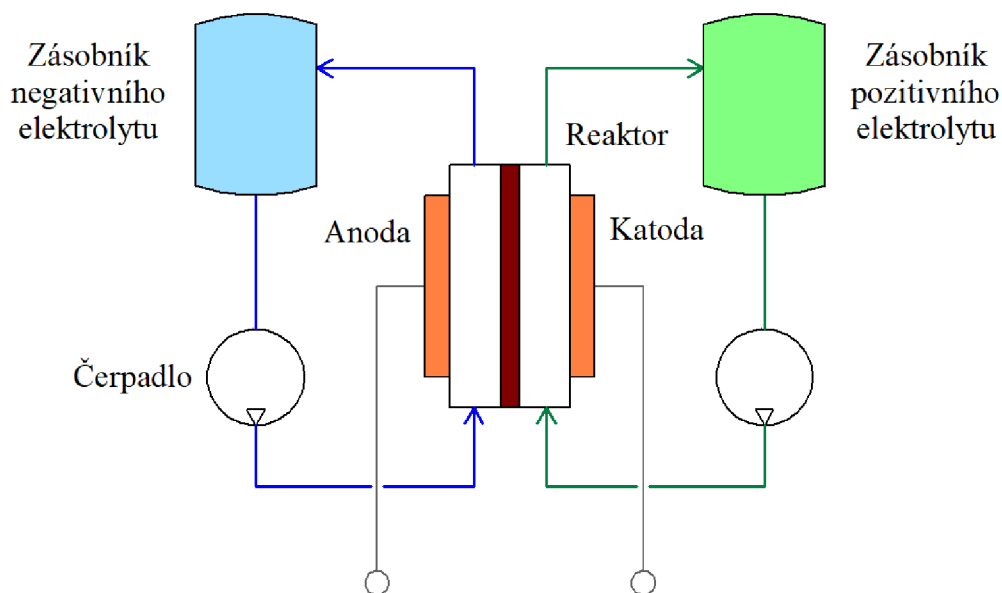 Zásobník
negativního
elektrolytu
Zásobník
pozitivního
elektrolytu
Reaktor
Anoda
Katoda
Čerpadlo